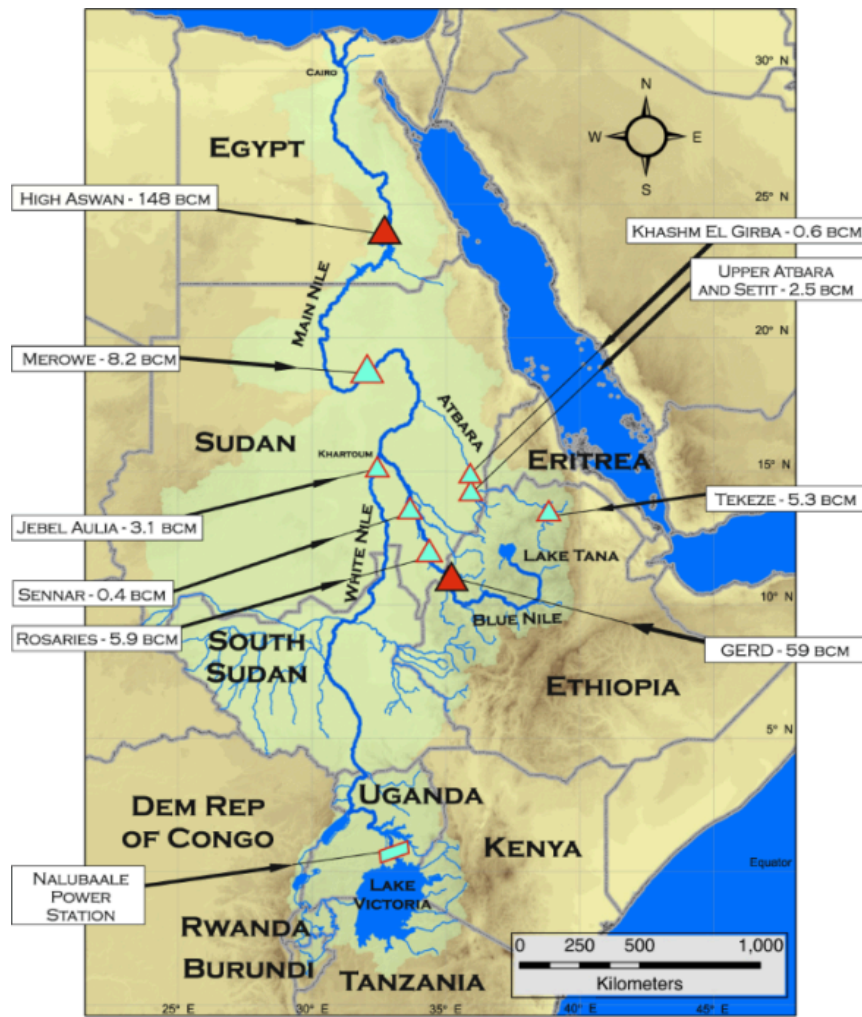 30° N
CAIRO
N
W E
S
EGYPT
HIGH ASWAN - 148 BCM
25° N
KHASHM EL GIRBA - 0.6 BCM
UPPER ATBARA
AND SETIT - 2.5 BCM
MAIN NILE
20° N
MEROWE - 8.2 BCM
ATBARA
SUDAN
KHARTOUM
ERITREA
15° N
TEKEZE - 5.3 BCM
JEBEL AULIA - 3.1 BCM
WHITE NILE
LAKE TANA
SENNAR - 0.4 BCM
BLUE NILE
10° N
ROSARIES - 5.9 BCM
SOUTH
SUDAN
GERD - 59 BCM
ETHIOPIA
5° N
UGANDA
DEM REP
OF CONGO
KENYA
Equator
NALUBAALE
POWER
STATION
LAKE
VICTORIA
RWANDA
BURUNDI
TANZANIA
0 250 500 1,000
Kilometers
25° E 30° E 35° E 40° E 45° E